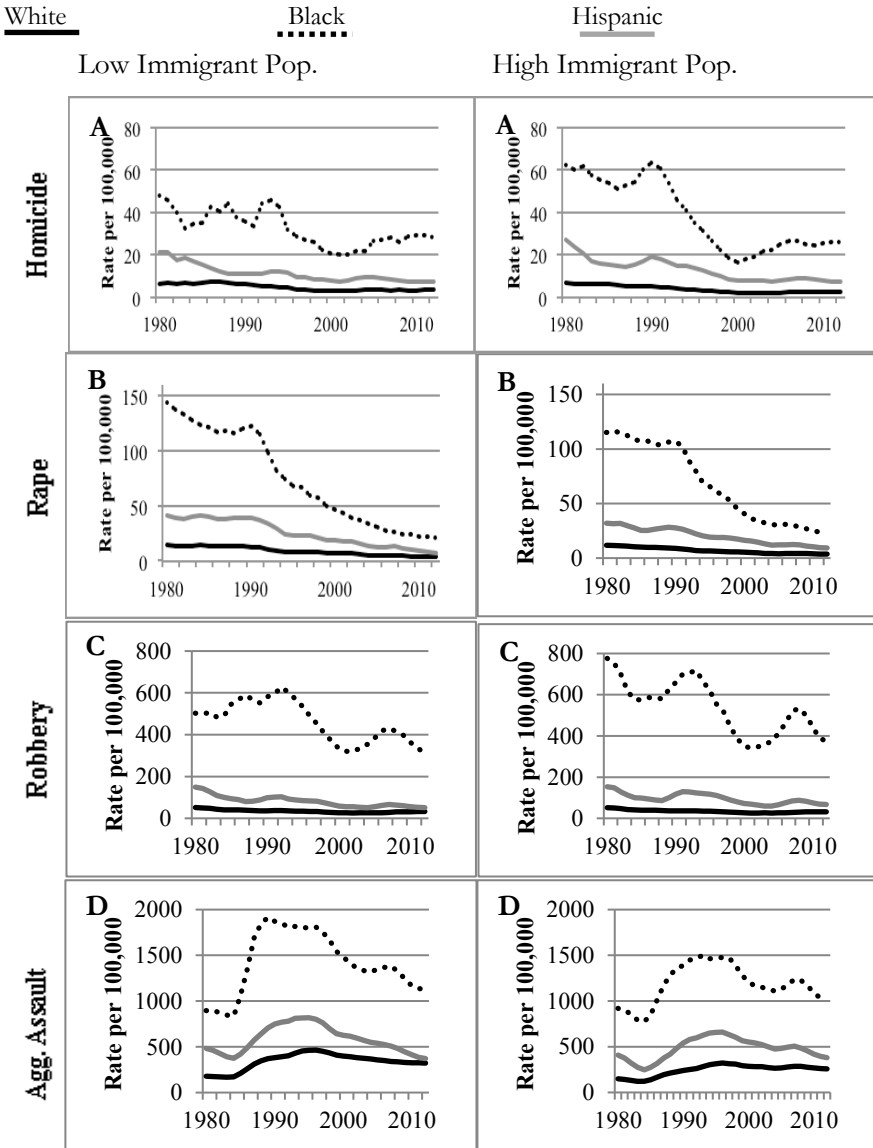 White Black Hispanic
Low Immigrant Pop. High Immigrant Pop.
Homicide
A
Rate per 100,000
80
60
40
20
0
1980 1990 2000 2010
A
Rate per 100,000
80
60
40
20
0
1980 1990 2000 2010
Rape
B
Rate per 100,000
150
100
50
0
1980 1990 2000 2010
B
Rate per 100,000
150
100
50
0
1980 1990 2000 2010
Robbery
C
Rate per 100,000
800
600
400
200
0
1980 1990 2000 2010
C
Rate per 100,000
800
600
400
200
0
1980 1990 2000 2010
Agg. Assault
D
Rate per 100,000
2000
1500
1000
500
0
1980 1990 2000 2010
D
Rate per 100,000
2000
1500
1000
500
0
1980 1990 2000 2010